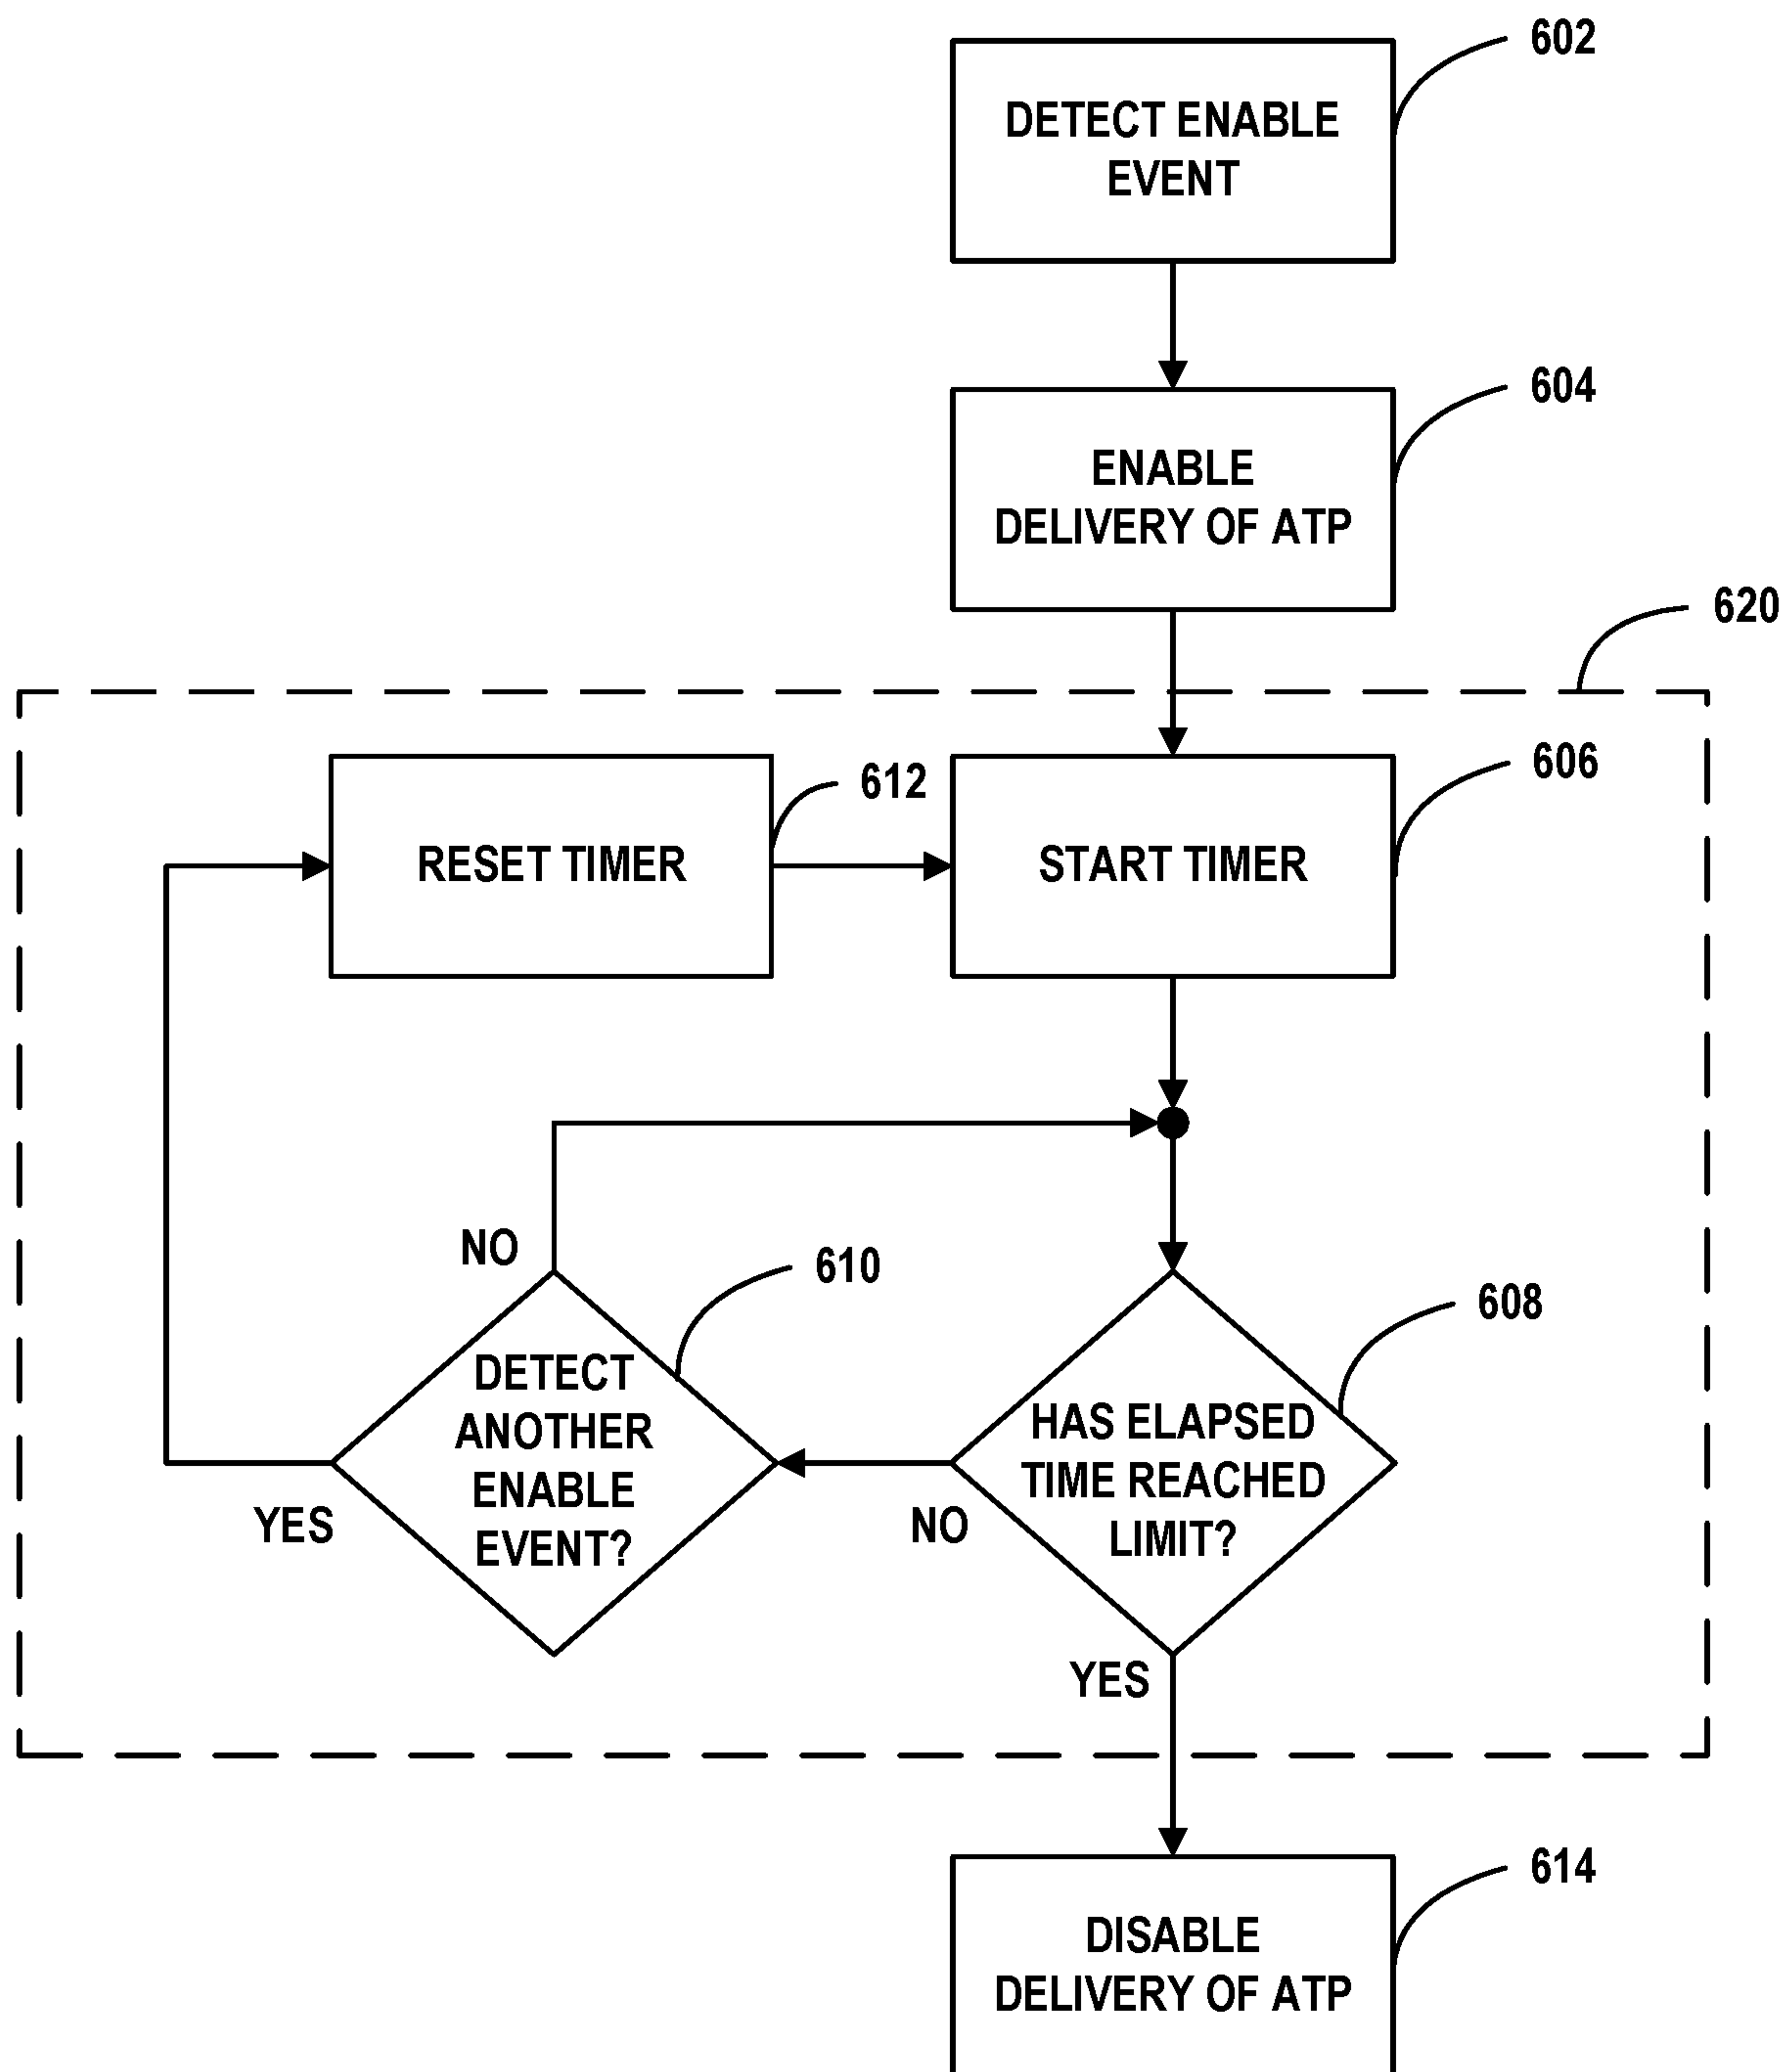 602
DETECT ENABLE
EVENT
604
ENABLE
DELIVERY OF ATP
620
612
606
RESET TIMER
START TIMER
NO
610
608
DETECT
ANOTHER
ENABLE
EVENT?
HAS ELAPSED
TIME REACHED
LIMIT?
YES
NO
YES
614
DISABLE
DELIVERY OF ATP